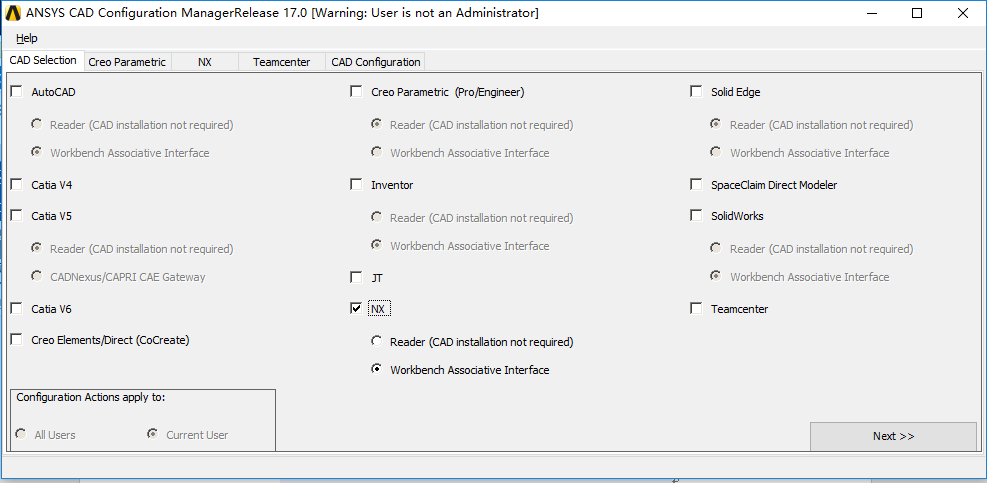 ANSYS CAD Configuration ManagerRelease 17.0 [Warning: User is not an Administrator]
Help
CAD Selection Creo Parametric NX Teamcenter CAD Configuration
AutoCAD
Reader (CAD installation not required)
Workbench Associative Interface
Catia V4
Catia V5
Reader (CAD installation not required)
CADNexus/CAPRI CAE Gateway
Catia V6
Creo Elements/Direct (CoCreate)
Creo Parametric (Pro/Engineer)
Reader (CAD installation not required)
Workbench Associative Interface
Inventor
Reader (CAD installation not required)
Workbench Associative Interface
JT
NX
Reader (CAD installation not required)
Workbench Associative Interface
Solid Edge
Reader (CAD installation not required)
Workbench Associative Interface
SpaceClaim Direct Modeler
SolidWorks
Reader (CAD installation not required)
Workbench Associative Interface
Teamcenter
Configuration Actions apply to:
All Users Current User
Next >>